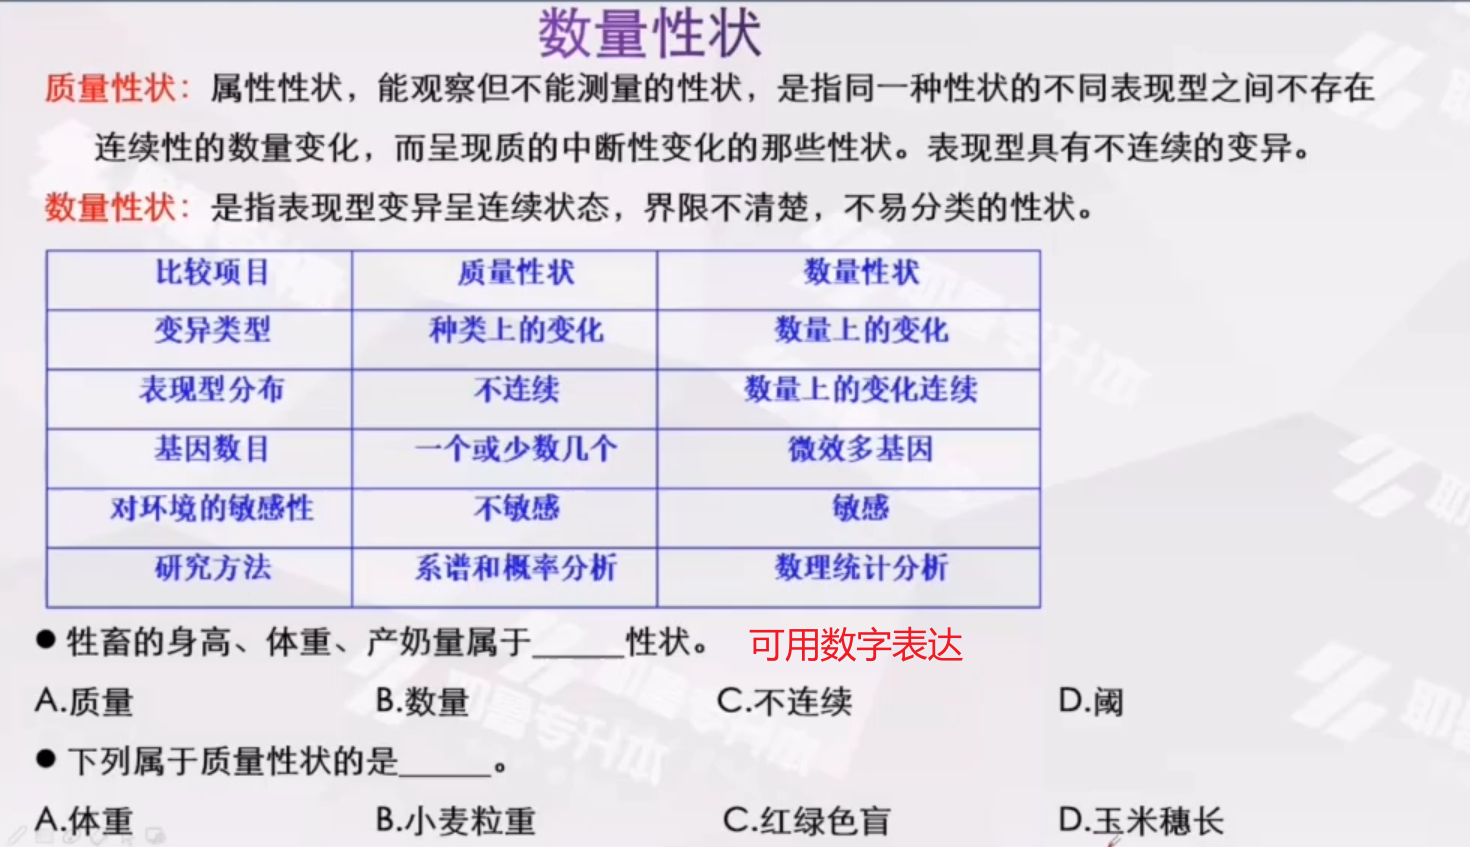 数量性状
质量性状：属性性状，能观察但不能测量的性状，是指同一种性状的不同表现型之间不存在
连续性的数量变化，而呈现质的中断性变化的那些性状。表现型具有不连续的变异。
数量性状：是指表现型变异呈连续状态，界限不清楚，不易分类的性状。
比较项目 质量性状 数量性状
变异类型 种类上的变化 数量上的变化
表现型分布 不连续 数量上的变化连续
基因数目 一个或少数几个 微效多基因
对环境的敏感性 不敏感 敏感
研究方法 系谱和概率分析 数理统计分析
●牲畜的身高、体重、产奶量属于_____性状。 可用数字表达
A.质量 B.数量 C.不连续 D.阈
●下列属于质量性状的是_____。
A.体重 B.小麦粒重 C.红绿色盲 D.玉米穗长